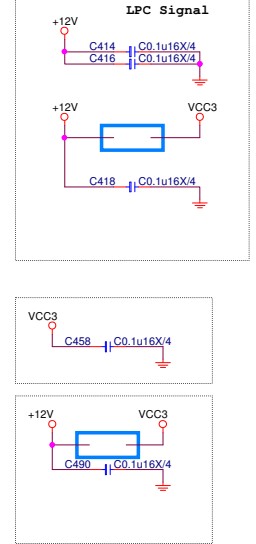 LPC Signal
+12V
C414 C0.1u16X/4
C416 C0.1u16X/4
+12V VCC3
C418 C0.1u16X/4
VCC3
C458 C0.1u16X/4
+12V VCC3
C490 C0.1u16X/4